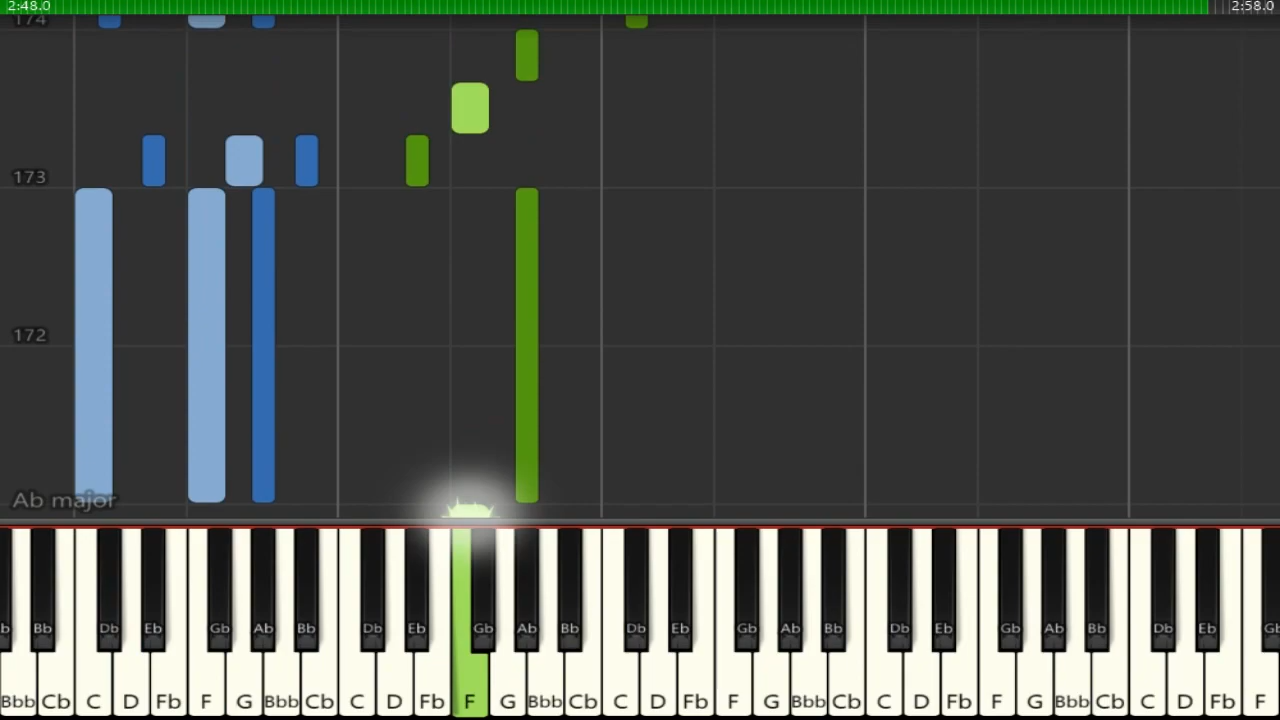 2:48.0 2:58.0
174
173
172
Ab major
b Bb Db Eb Gb Ab Bb Db Eb Gb Ab Bb Db Eb Gb Ab Bb Db Eb Gb Ab Bb Db Eb Gb
Bbb Cb C D Fb F G Bbb Cb C D Fb F G Bbb Cb C D Fb F G Bbb Cb C D Fb F G Bbb Cb C D Fb F